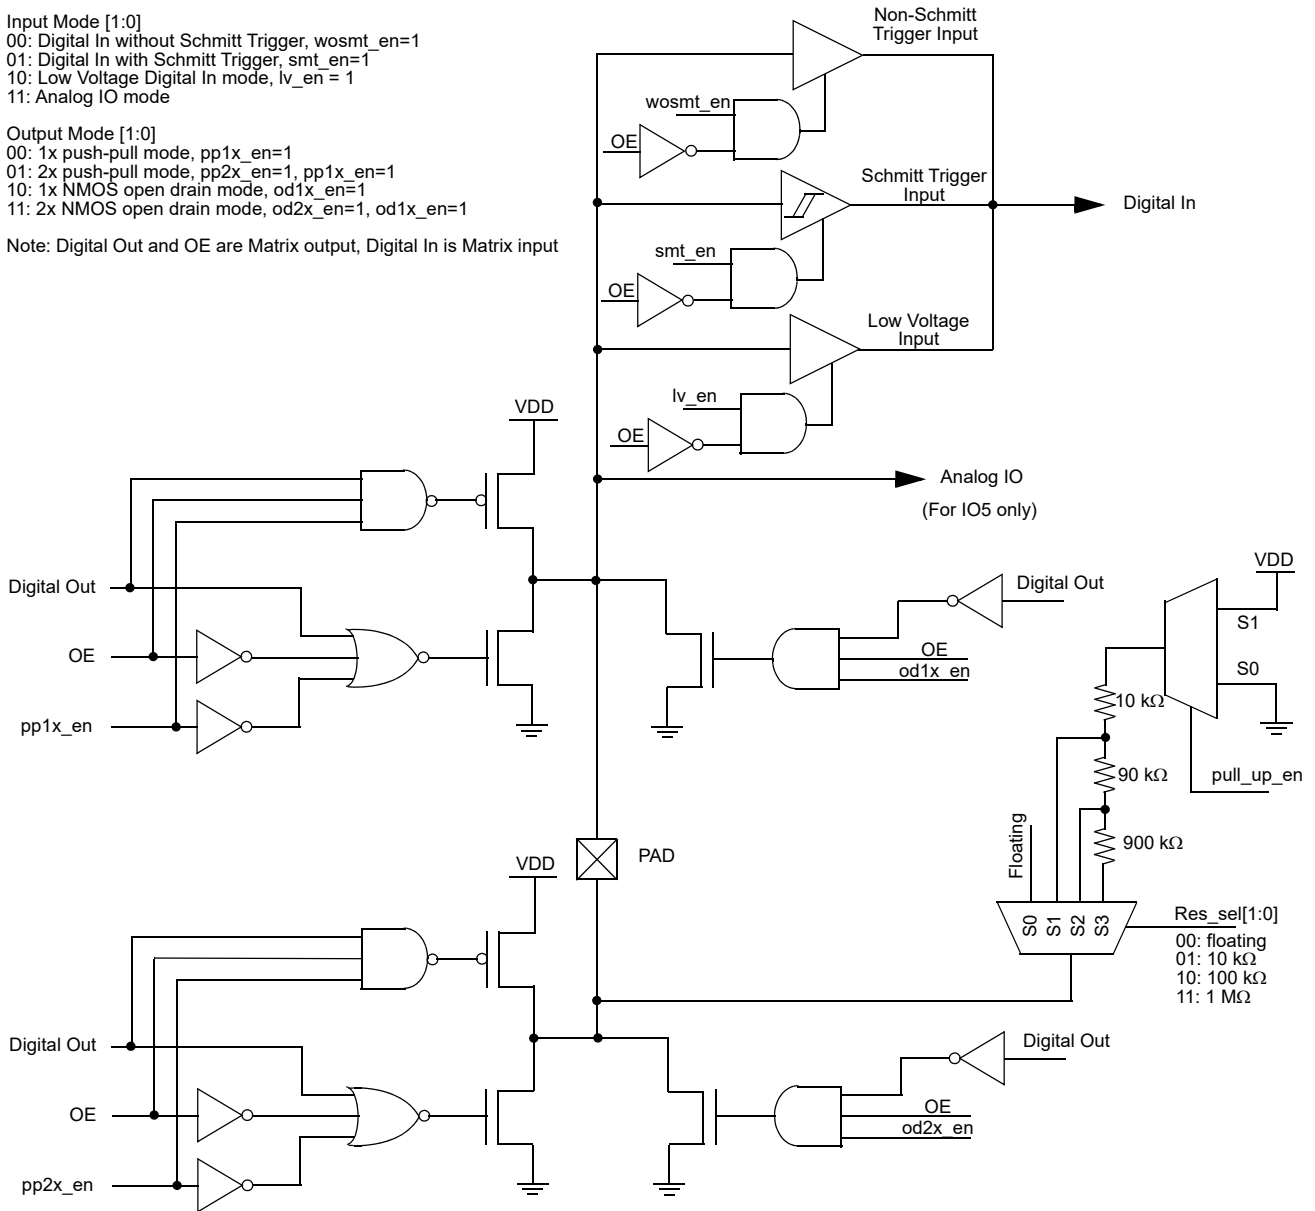 Input Mode [1:0]
00: Digital In without Schmitt Trigger, wosmt_en=1
01: Digital In with Schmitt Trigger, smt_en=1
10: Low Voltage Digital In mode, lv_en = 1
11: Analog IO mode
Output Mode [1:0]
00: 1x push-pull mode, pp1x_en=1
01: 2x push-pull mode, pp2x_en=1, pp1x_en=1
10: 1x NMOS open drain mode, od1x_en=1
11: 2x NMOS open drain mode, od2x_en=1, od1x_en=1
Note: Digital Out and OE are Matrix output, Digital In is Matrix input
Non-Schmitt
Trigger Input
wosmt_en
OE
Schmitt Trigger
Input
Digital In
smt_en
OE
Low Voltage
Input
lv_en
OE
VDD
Analog IO
(For IO5 only)
Digital Out
OE
pp1x_en
Digital Out
OE
od1x_en
VDD
S1
S0
10 kΩ
90 kΩ
pull_up_en
900 kΩ
Floating
S0
S1
S2
S3
Res_sel[1:0]
00: floating
01: 10 kΩ
10: 100 kΩ
11: 1 MΩ
PAD
VDD
Digital Out
OE
pp2x_en
Digital Out
OE
od2x_en